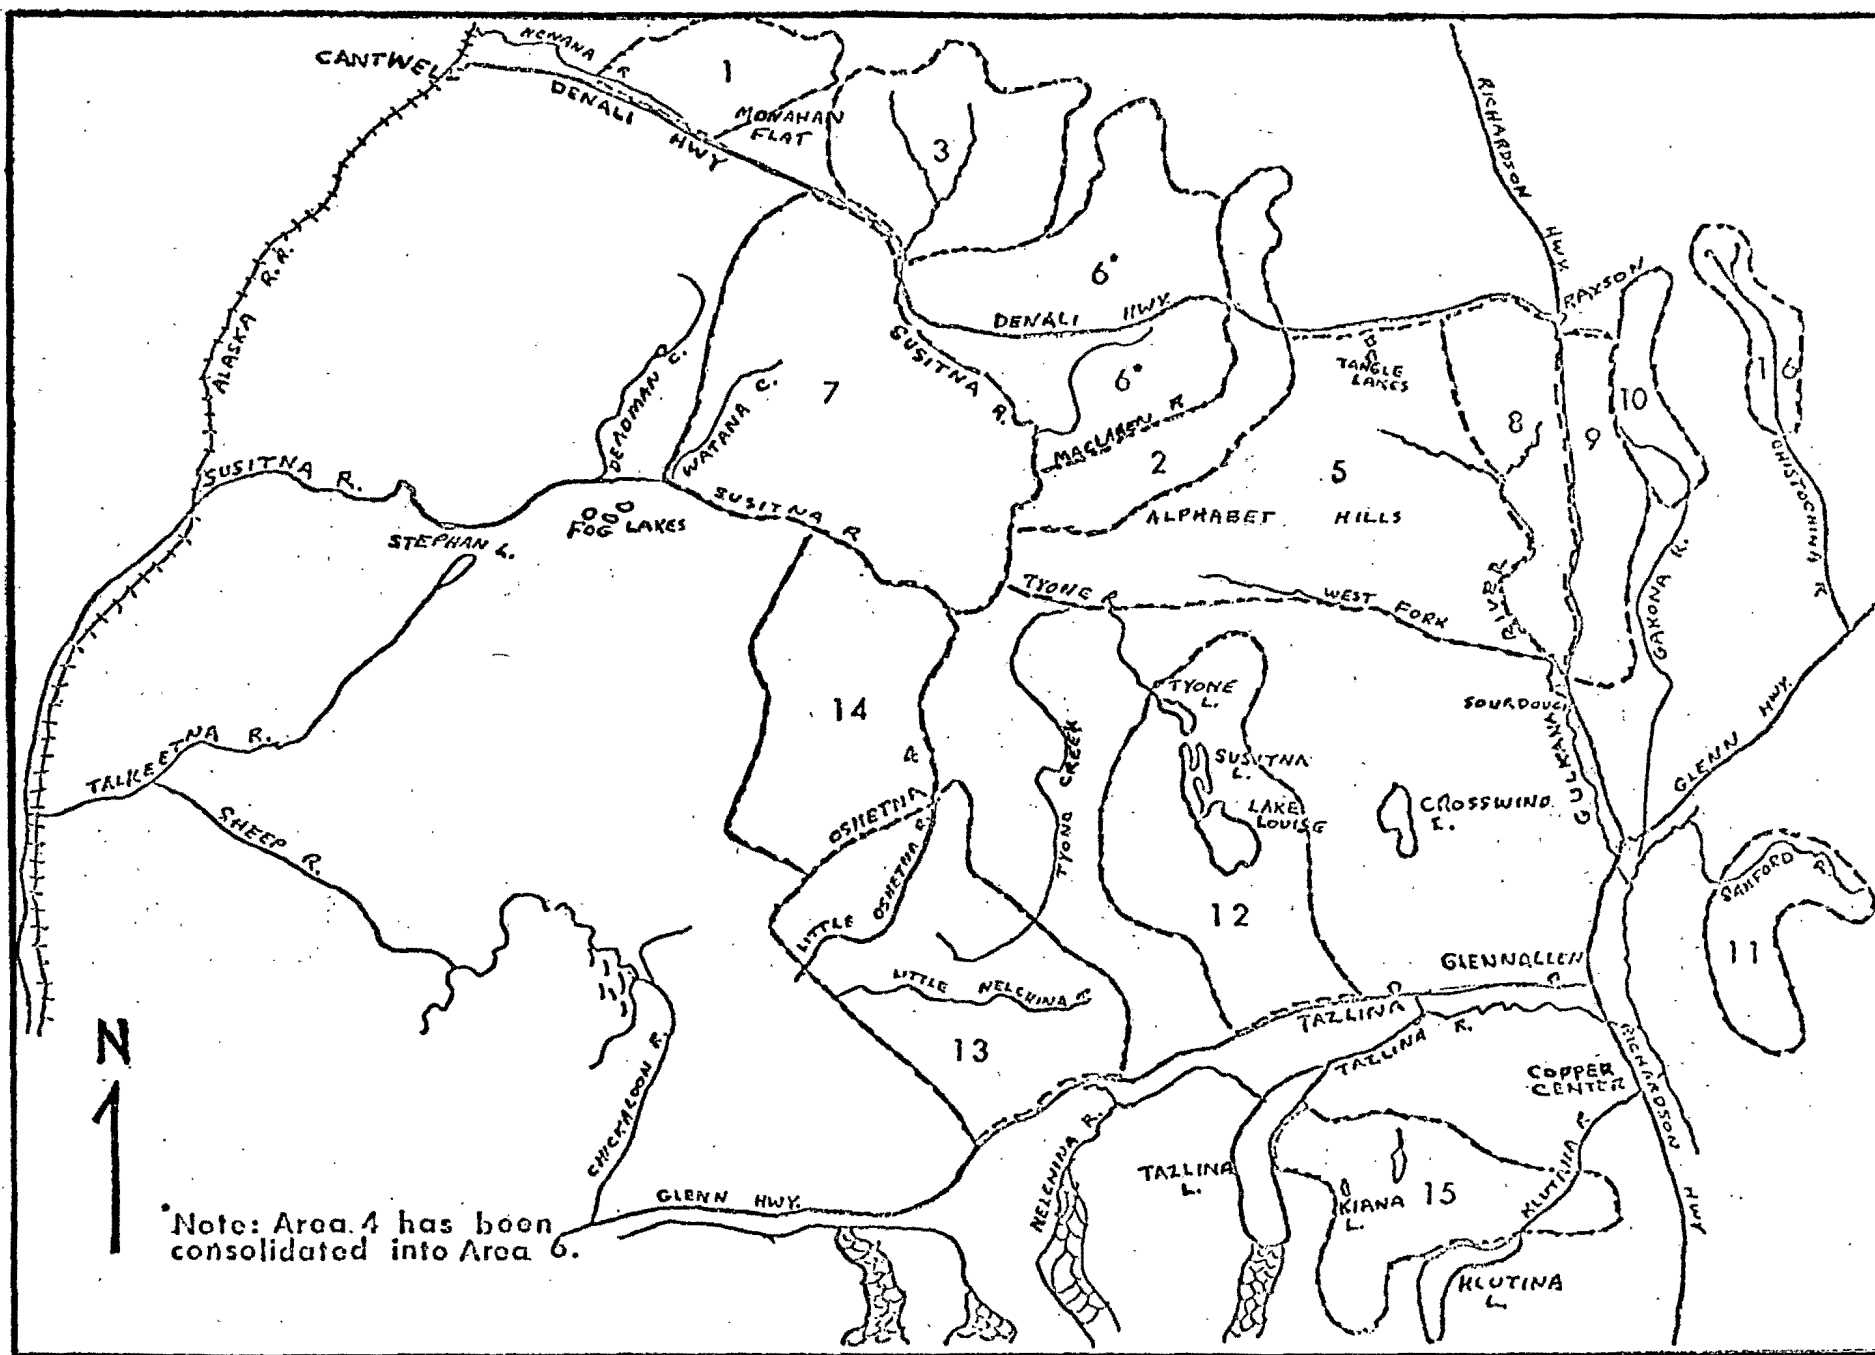 CANTWELL
NENANA R
DENALI HWY
1
MONAHAN
FLAT
3
RICHARDSON HWY.
ALASKA R.R.
6*
PAXSON
DENALI HWY.
SUSITNA R.
TANGLE
LAKES
7
6*
10
16
DEADMAN C.
WATANA C.
MACLAREN R
2
5
8
9
SUSITNA R.
SUSITNA R
FOG LAKES
STEPHAN L.
ALPHABET HILLS
CHISTOCHINA R
TYONE R
WEST FORK
RIVER
GAKONA R.
14
TYONE
L.
SOURDOUGH
GULKANA
TALKEETNA R.
SUSITNA
L.
LAKE
LOUISE
CROSSWIND
L.
GLENN HWY.
SHEEP R.
OSHETNA R
LITTLE OSHETNA R.
TYONE CREEK
12
SANFORD R
11
GLENNALLEN
LITTLE NELCHINA R
TAZLINA
TAZLINA R.
13
CHICKALOON R.
COPPER
CENTER
RICHARDSON HWY
N
NELCHINA R.
TAZLINA
L.
KIANA
L.
15
KLUTINA R
GLENN HWY.
KLUTINA
L.
*Note: Area 4 has been
consolidated into Area 6.